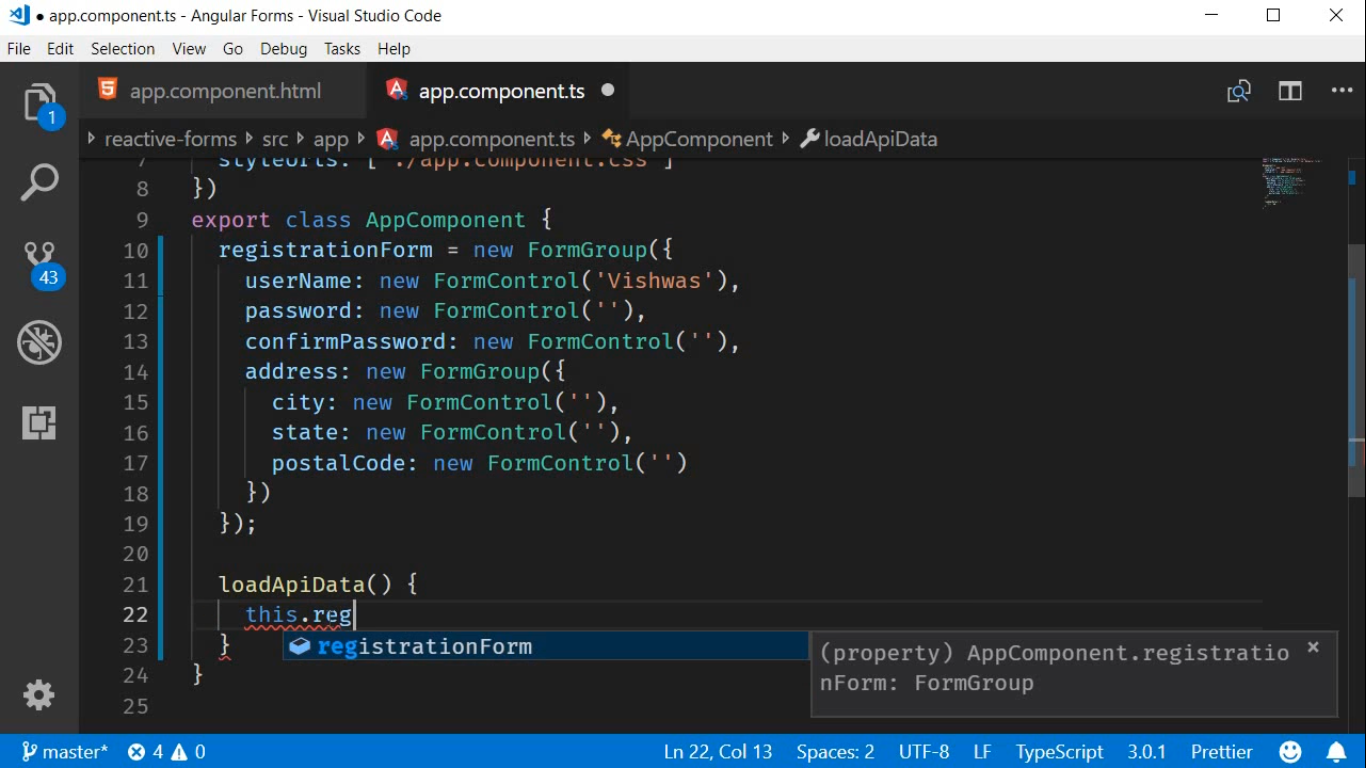 app.component.ts - Angular Forms - Visual Studio Code
File Edit Selection View Go Debug Tasks Help
app.component.html app.component.ts
reactive-forms src app app.component.ts AppComponent loadApiData
1
43
7 styleUrls: [ './app.component.css' ]
8 })
9 export class AppComponent {
10 registrationForm = new FormGroup({
11 userName: new FormControl('Vishwas'),
12 password: new FormControl(''),
13 confirmPassword: new FormControl(''),
14 address: new FormGroup({
15 city: new FormControl(''),
16 state: new FormControl(''),
17 postalCode: new FormControl('')
18 })
19 });
20
21 loadApiData() {
22 this.reg
23 }
registrationForm
(property) AppComponent.registratio
nForm: FormGroup
24 }
25
master* 4 0 Ln 22, Col 13 Spaces: 2 UTF-8 LF TypeScript 3.0.1 Prettier